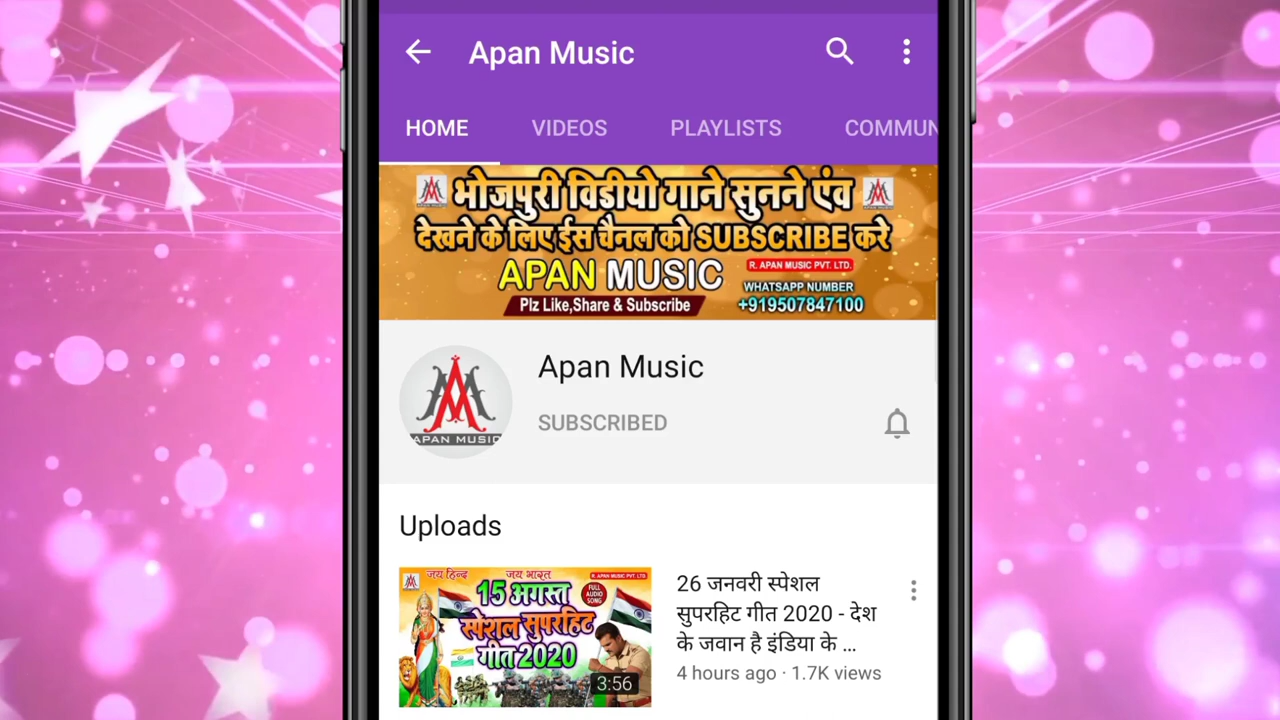 Apan Music
HOME VIDEOS PLAYLISTS COMMUN
भोजपुरी विडीयो गाने सुनने एंव
देखने के लिए ईस चैनल को SUBSCRIBE करे
APAN MUSIC
R. APAN MUSIC PVT. LTD.
WHATSAPP NUMBER
+919507847100
Plz Like,Share & Subscribe
Apan Music
SUBSCRIBED
APAN MUSIC
Uploads
जय हिन्द जय भारत
R. APAN MUSIC PVT. LTD
15 अगस्त
FULL
AUDIO
SONG
स्पेशल सुपरहिट
गीत 2020
3:56
26 जनवरी स्पेशल
सुपरहिट गीत 2020 - देश
के जवान है इंडिया के ...
4 hours ago · 1.7K views